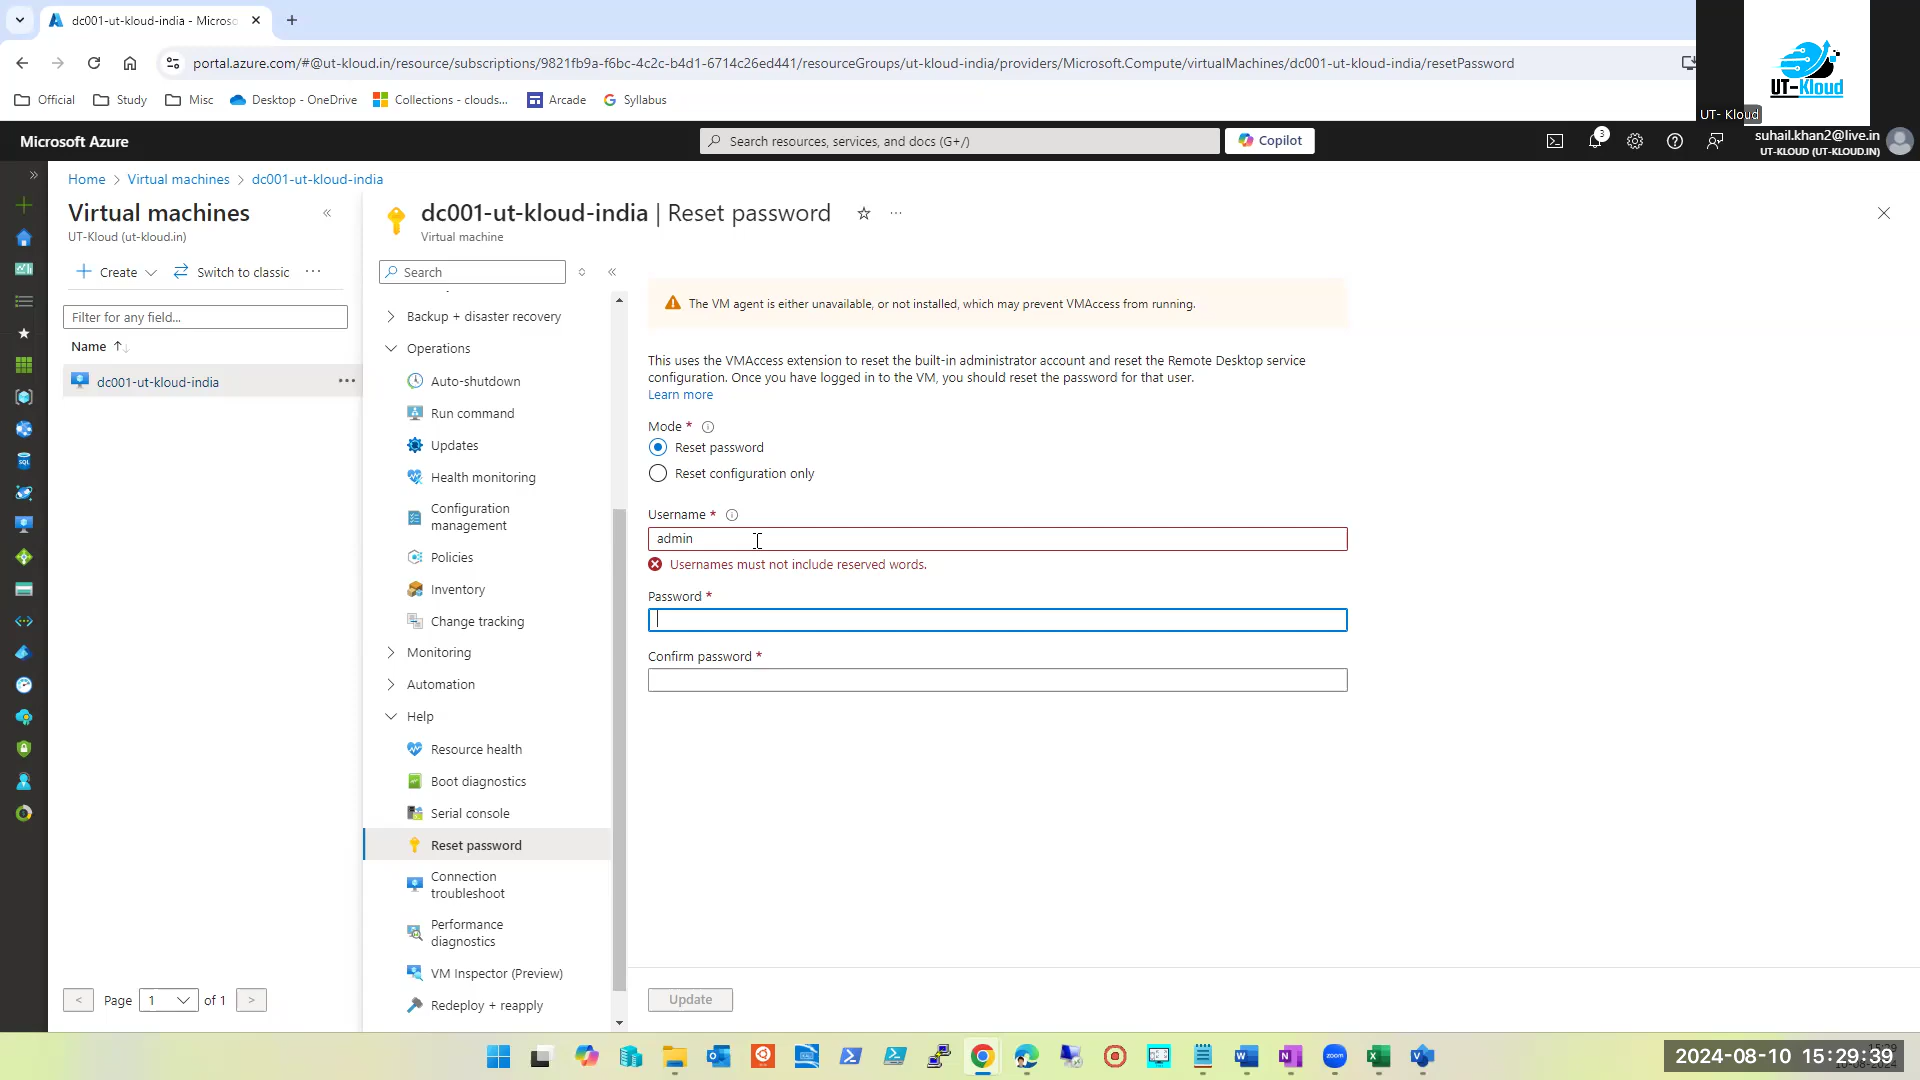 dc001-ut-kloud-india - Microso
portal.azure.com/#@ut-kloud.in/resource/subscriptions/9821fb9a-f6bc-4c2c-b4d1-6714c26ed441/resourceGroups/ut-kloud-india/providers/Microsoft.Compute/virtualMachines/dc001-ut-kloud-india/resetPassword
Official
Study
Misc
Desktop - OneDrive
Collections - clouds...
Arcade
Syllabus
UT-Kloud
UT- Kloud
Microsoft Azure
Search resources, services, and docs (G+/)
Copilot
3
suhail.khan2@live.in
UT-KLOUD (UT-KLOUD.IN)
Home > Virtual machines > dc001-ut-kloud-india
Virtual machines
UT-Kloud (ut-kloud.in)
Create
Switch to classic
Filter for any field...
Name
dc001-ut-kloud-india
Page 1 of 1
dc001-ut-kloud-india | Reset password
Virtual machine
Search
Backup + disaster recovery
Operations
Auto-shutdown
Run command
Updates
Health monitoring
Configuration
management
Policies
Inventory
Change tracking
Monitoring
Automation
Help
Resource health
Boot diagnostics
Serial console
Reset password
Connection
troubleshoot
Performance
diagnostics
VM Inspector (Preview)
Redeploy + reapply
The VM agent is either unavailable, or not installed, which may prevent VMAccess from running.
This uses the VMAccess extension to reset the built-in administrator account and reset the Remote Desktop service
configuration. Once you have logged in to the VM, you should reset the password for that user.
Learn more
Mode *
Reset password
Reset configuration only
Username *
admin
Usernames must not include reserved words.
Password *
Confirm password *
Update
2024-08-10 15:29:39